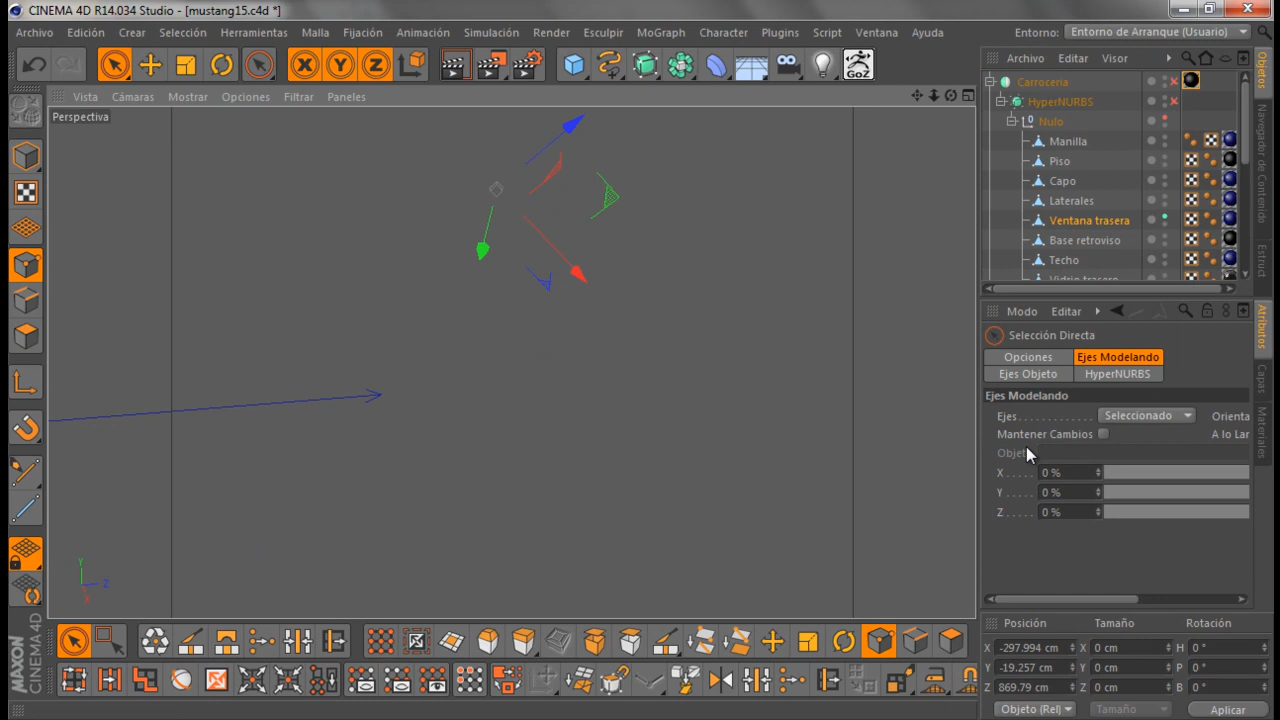 CINEMA 4D R14.034 Studio - [mustang15.c4d *]
Archivo Edición Crear Selección Herramientas Malla Fijación Animación Simulación Render Esculpir MoGraph Character Plugins Script Ventana Ayuda Entorno: Entorno de Arranque (Usuario)
X Y Z GoZ
Archivo Editar Visor
Vista Cámaras Mostrar Opciones Filtrar Paneles
Perspectiva
Carroceria
HyperNURBS
Nulo
Manilla
Piso
Capo
Laterales
Ventana trasera
Base retroviso
Techo
Vidrio trasero
Objetos
Navegador de Contenido
Estruct
Modo Editar
Selección Directa
Opciones Ejes Modelando
Ejes Objeto HyperNURBS
Ejes Modelando
Ejes Seleccionado Orienta
Mantener Cambios A lo Lar
X 0 %
Y 0 %
Z 0 %
Atributos
Capas
Materiales
Y
Z
X
Posición Tamaño Rotación
X -297.994 cm X 0 cm H 0 °
Y -19.257 cm Y 0 cm P 0 °
Z 869.79 cm Z 0 cm B 0 °
Objeto (Rel) Tamaño Aplicar
MAXON
CINEMA 4D